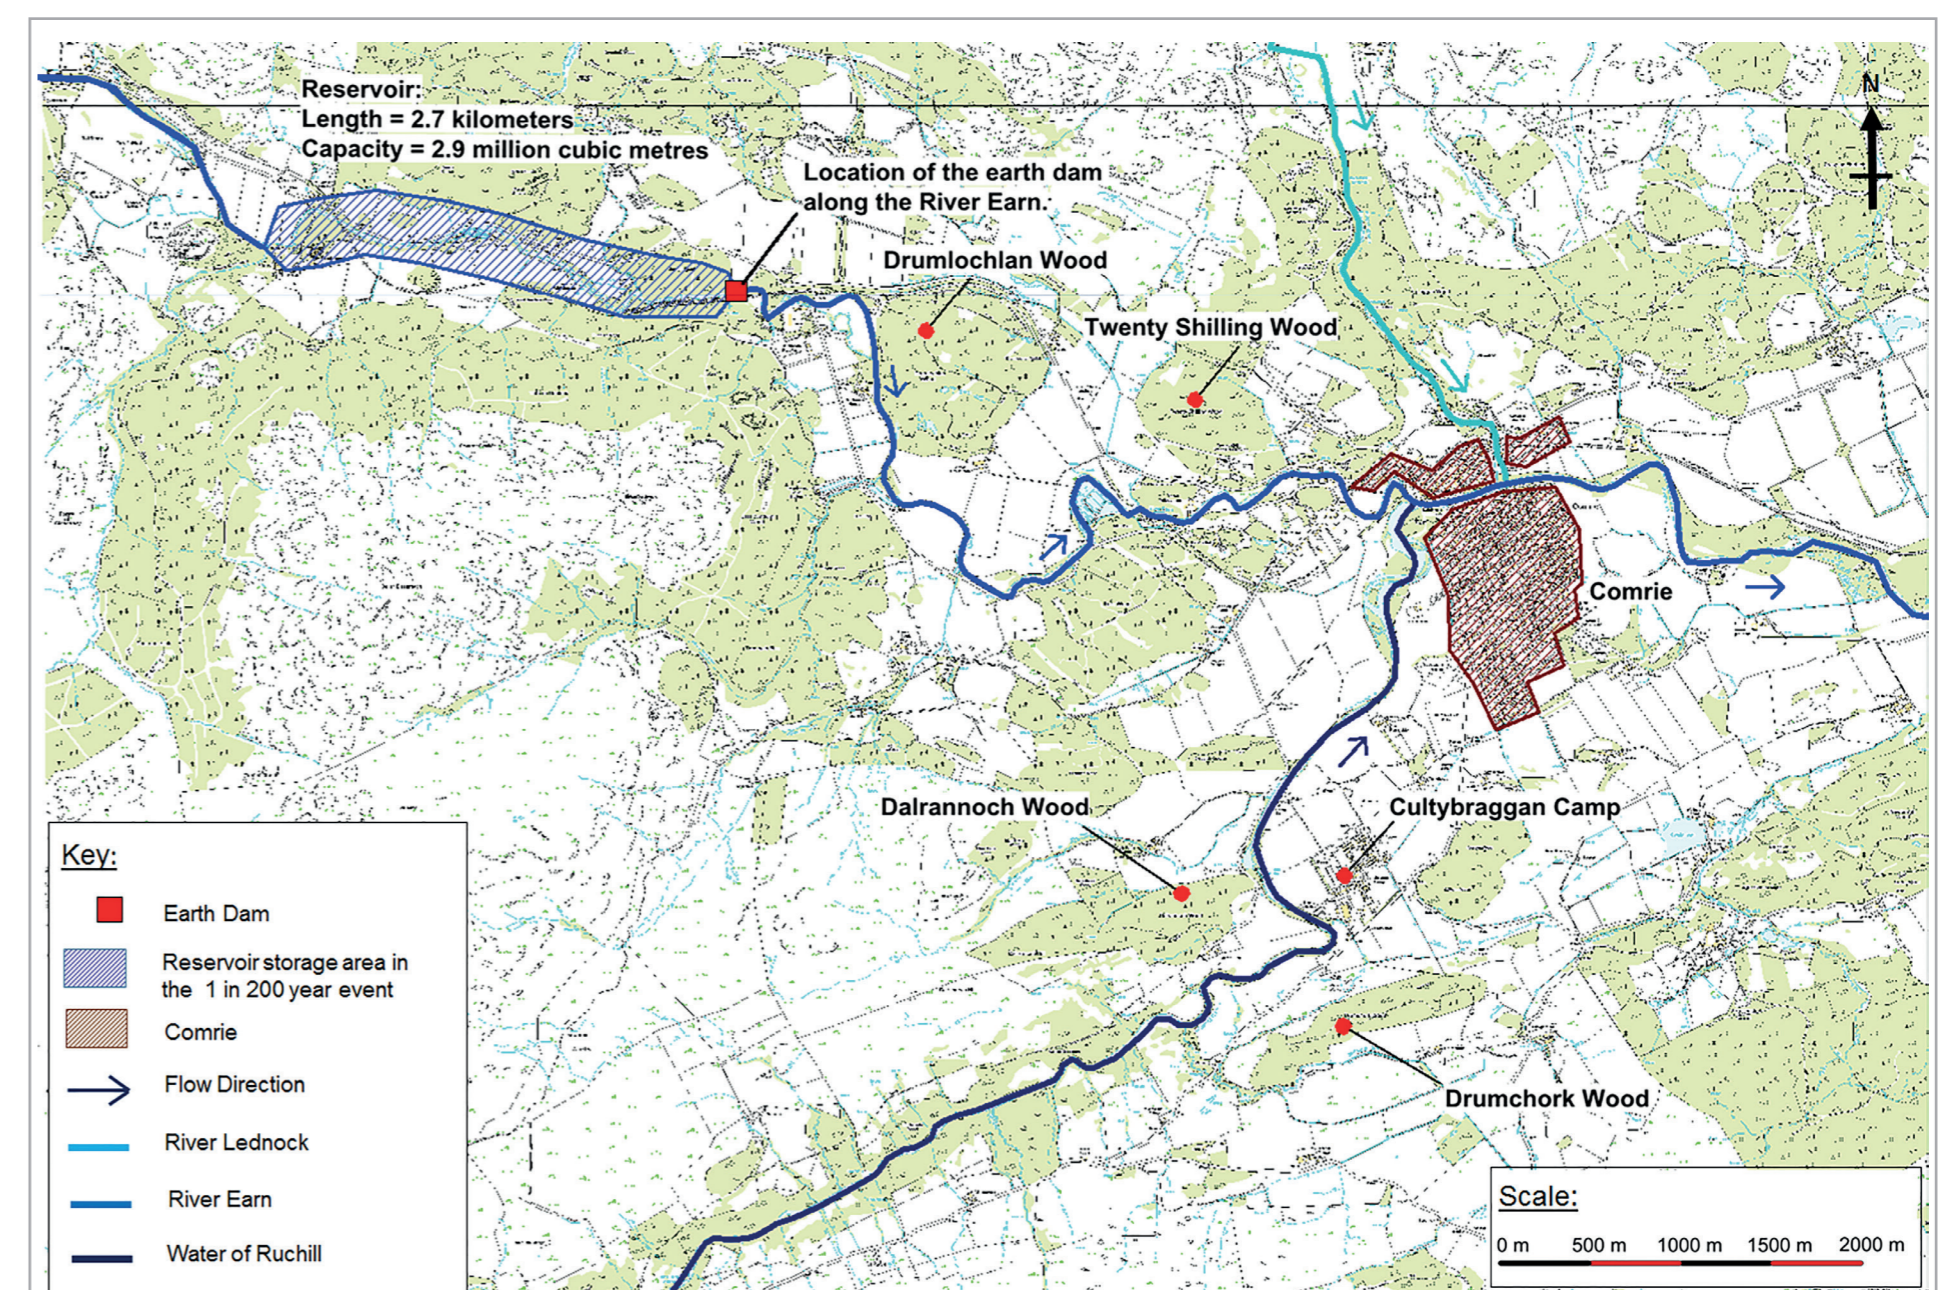 N
Reservoir:
Length = 2.7 kilometers
Capacity = 2.9 million cubic metres
Location of the earth dam
along the River Earn.
Drumlochlan Wood
Twenty Shilling Wood
Comrie
Dalrannoch Wood
Cultybraggan Camp
Drumchork Wood
Key:
Earth Dam
Reservoir storage area in
the 1 in 200 year event
Comrie
Flow Direction
River Lednock
River Earn
Water of Ruchill
Scale:
0 m 500 m 1000 m 1500 m 2000 m